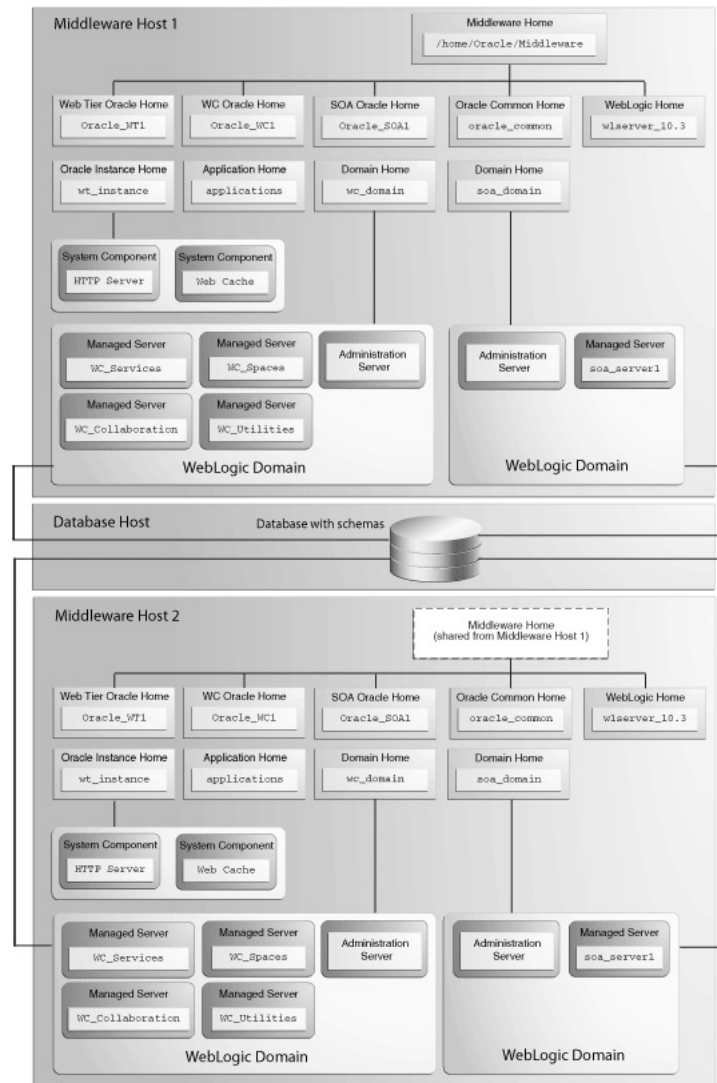 Middleware Host 1
Middleware Home
/home/Oracle/Middleware
Web Tier Oracle Home
Oracle_WT1
WC Oracle Home
Oracle_WC1
SOA Oracle Home
Oracle_SOA1
Oracle Common Home
oracle_common
WebLogic Home
wlserver_10.3
Oracle Instance Home
wt_instance
Application Home
applications
Domain Home
wc_domain
Domain Home
soa_domain
System Component
HTTP Server
System Component
Web Cache
Managed Server
WC_Services
Managed Server
WC_Spaces
Administration
Server
Managed Server
WC_Collaboration
Managed Server
WC_Utilities
WebLogic Domain
Administration
Server
Managed Server
soa_server1
WebLogic Domain
Database Host
Database with schemas
Middleware Host 2
Middleware Home
(shared from Middleware Host 1)
Web Tier Oracle Home
Oracle_WT1
WC Oracle Home
Oracle_WC1
SOA Oracle Home
Oracle_SOA1
Oracle Common Home
oracle_common
WebLogic Home
wlserver_10.3
Oracle Instance Home
wt_instance
Application Home
applications
Domain Home
wc_domain
Domain Home
soa_domain
System Component
HTTP Server
System Component
Web Cache
Managed Server
WC_Services
Managed Server
WC_Spaces
Administration
Server
Managed Server
WC_Collaboration
Managed Server
WC_Utilities
WebLogic Domain
Administration
Server
Managed Server
soa_server1
WebLogic Domain